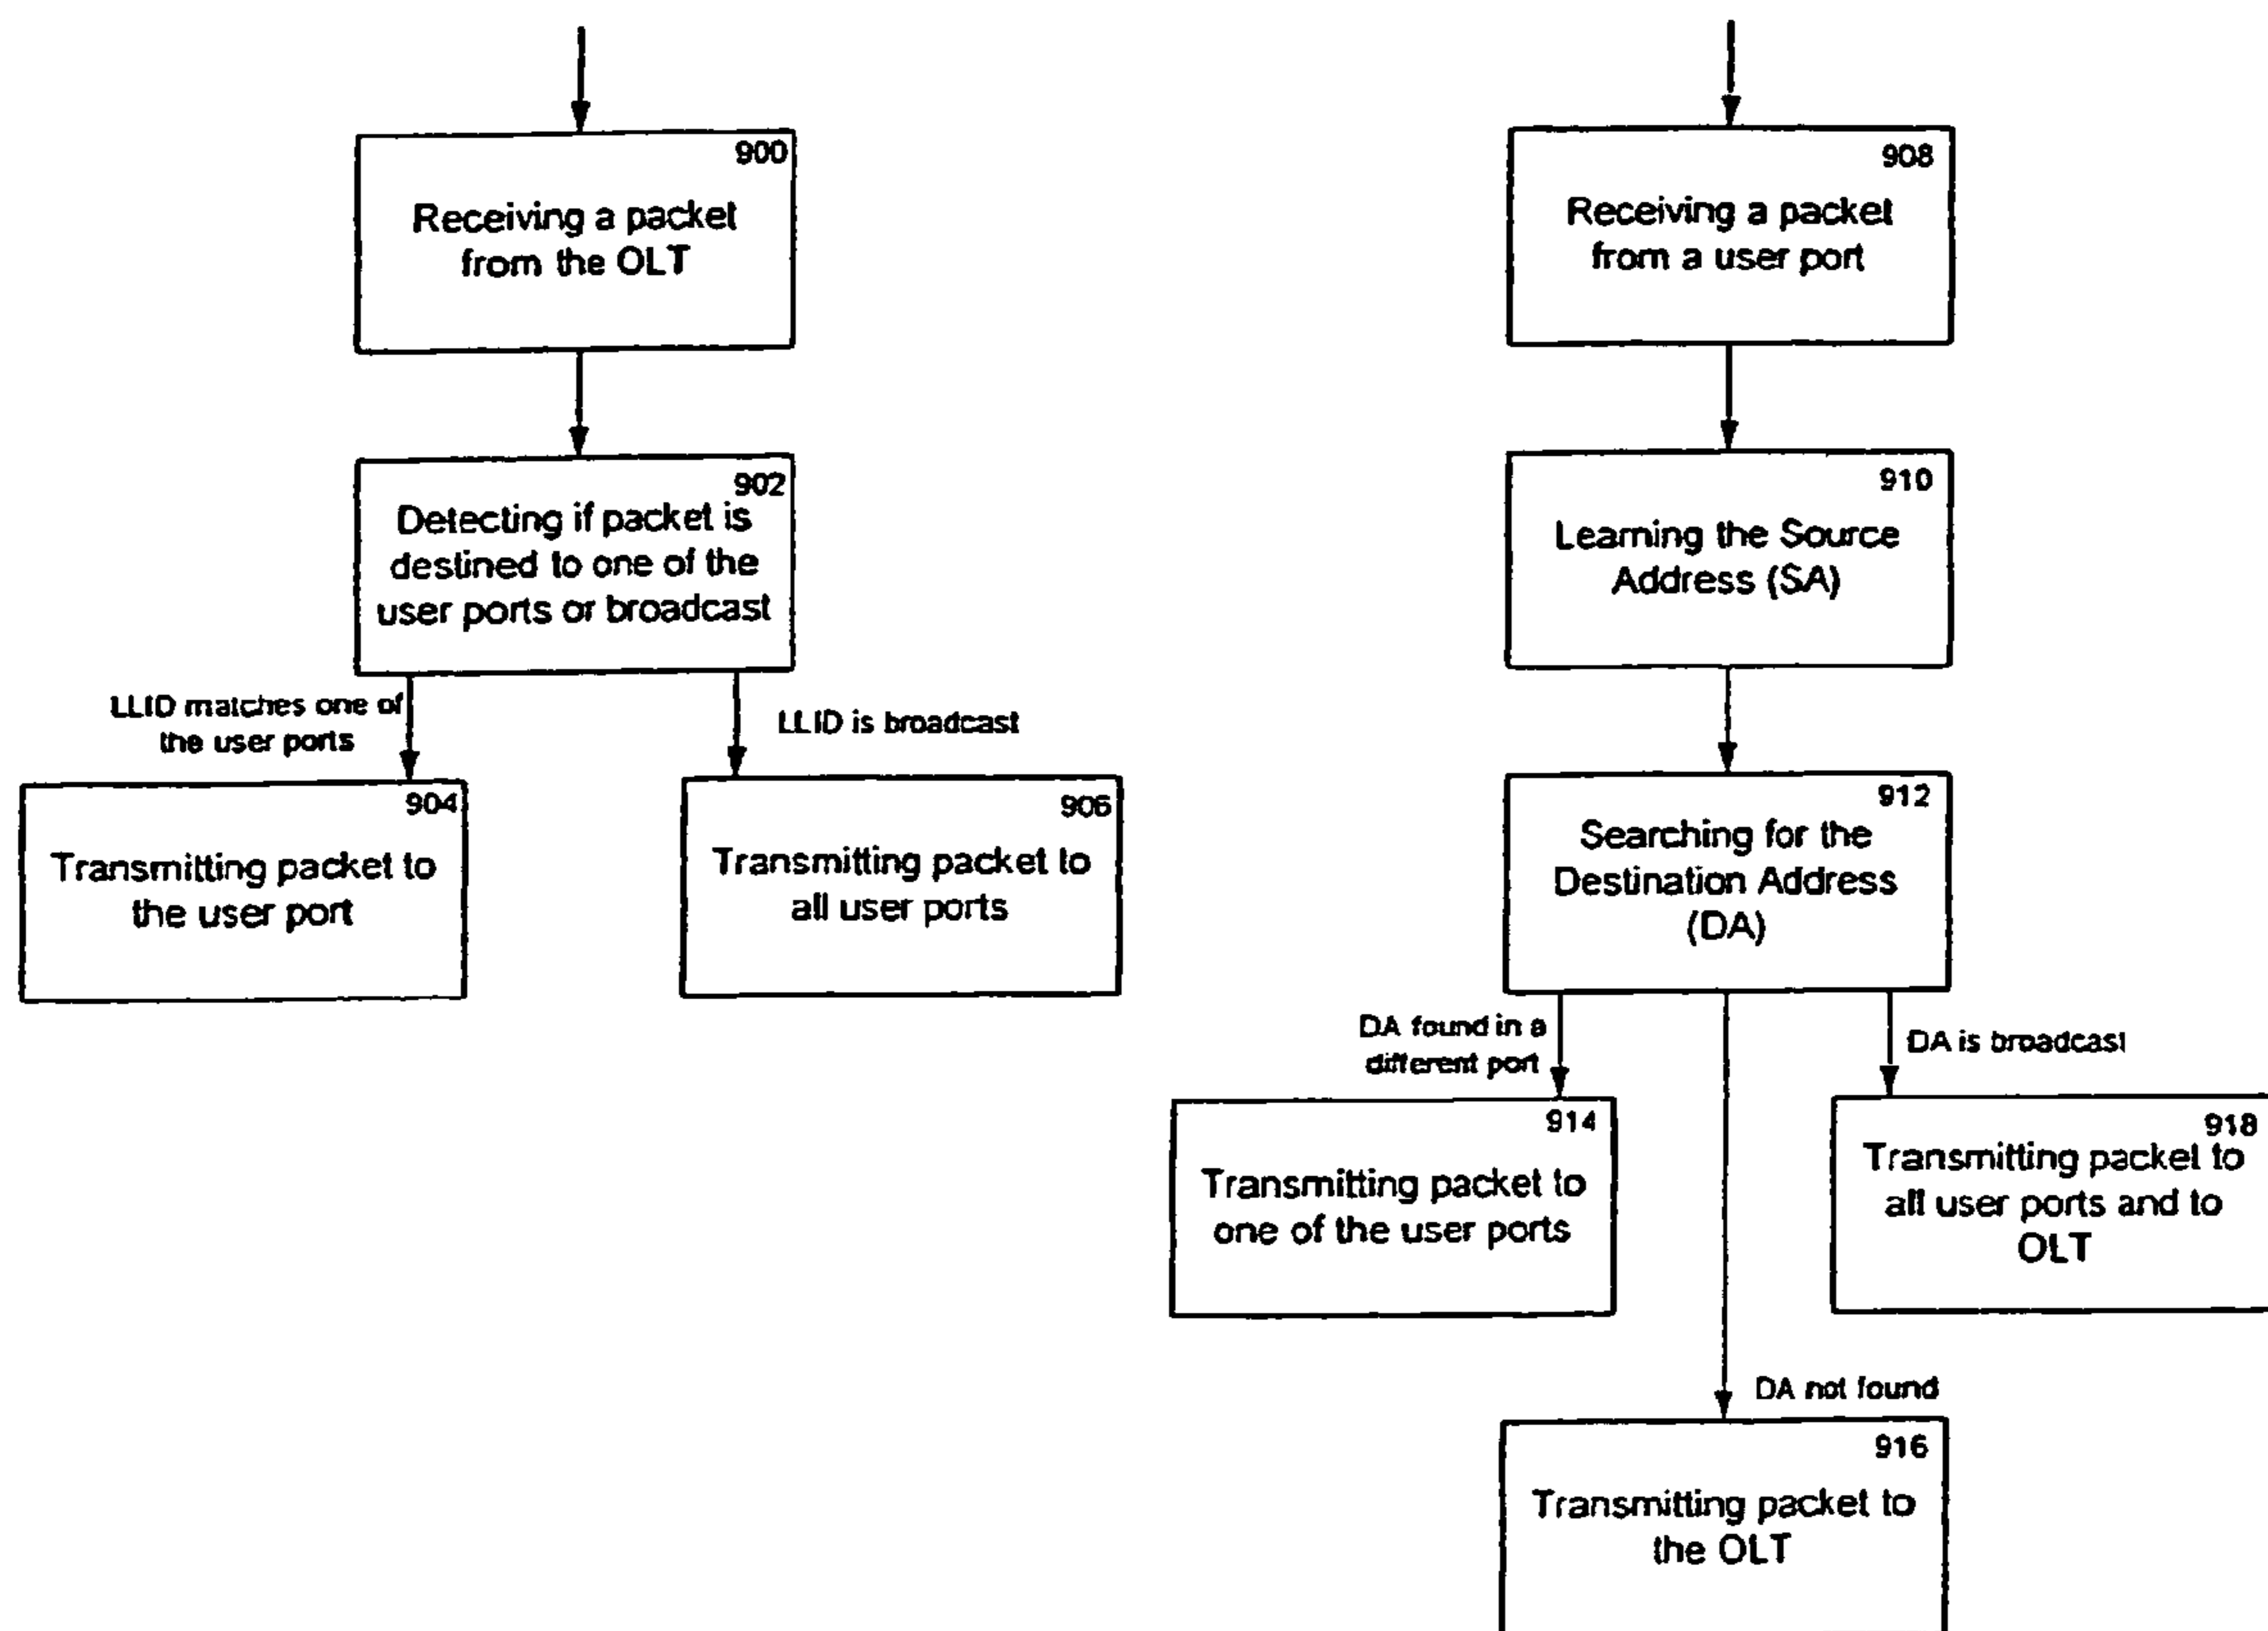 900
Receiving a packet
from the OLT
902
Detecting if packet is
destined to one of the
user ports or broadcast
LLID matches one of
the user ports
LLID is broadcast
904
Transmitting packet to
the user port
906
Transmitting packet to
all user ports
908
Receiving a packet
from a user port
910
Learning the Source
Address (SA)
912
Searching for the
Destination Address
(DA)
DA found in a
different port
DA is broadcast
914
Transmitting packet to
one of the user ports
918
Transmitting packet to
all user ports and to
OLT
DA not found
916
Transmitting packet to
the OLT